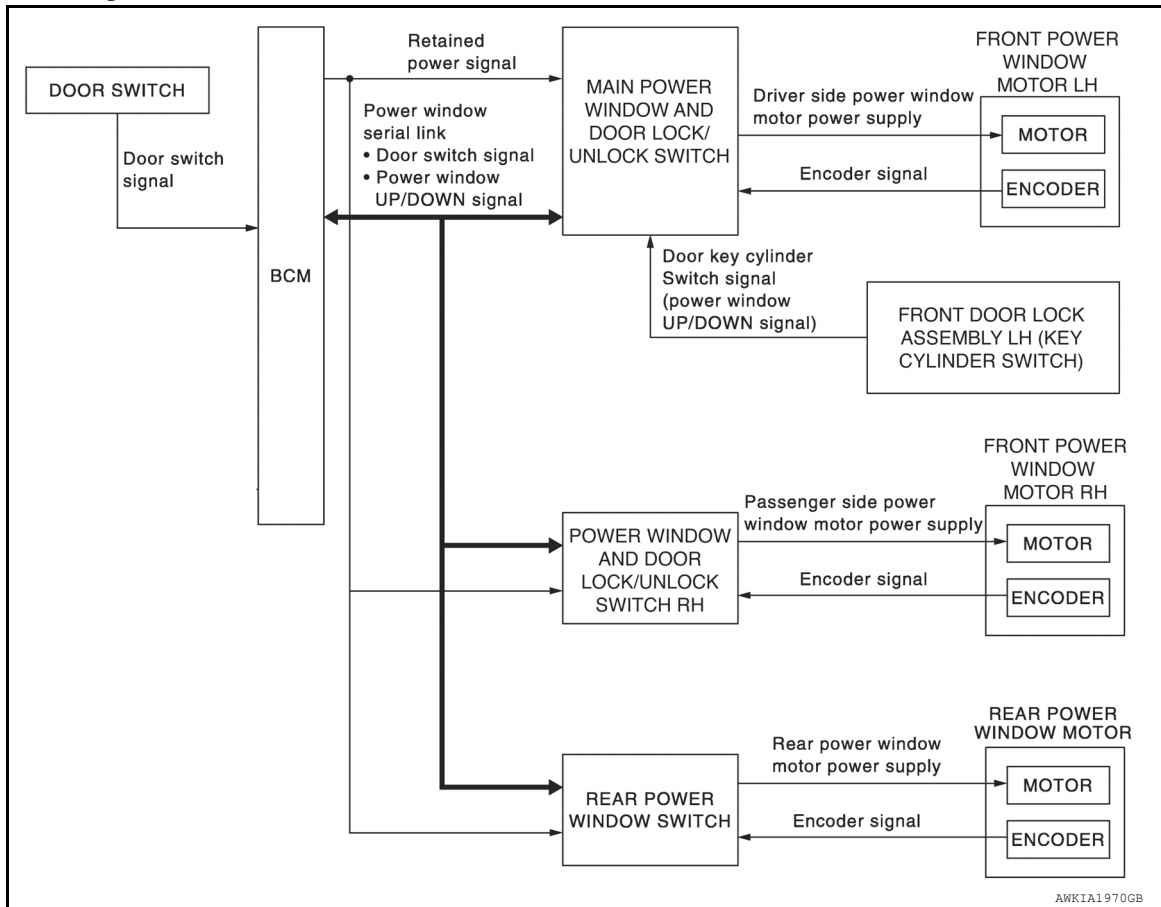 DOOR SWITCH
Door switch
signal
BCM
Retained
power signal
Power window
serial link
• Door switch signal
• Power window
UP/DOWN signal
MAIN POWER
WINDOW AND
DOOR LOCK/
UNLOCK SWITCH
Driver side power window
motor power supply
Encoder signal
FRONT POWER
WINDOW
MOTOR LH
MOTOR
ENCODER
Door key cylinder
Switch signal
(power window
UP/DOWN signal)
FRONT DOOR LOCK
ASSEMBLY LH (KEY
CYLINDER SWITCH)
POWER WINDOW
AND DOOR
LOCK/UNLOCK
SWITCH RH
Passenger side power
window motor power supply
Encoder signal
FRONT POWER
WINDOW
MOTOR RH
MOTOR
ENCODER
REAR POWER
WINDOW SWITCH
Rear power window
motor power supply
Encoder signal
REAR POWER
WINDOW MOTOR
MOTOR
ENCODER
AWKIA1970GB